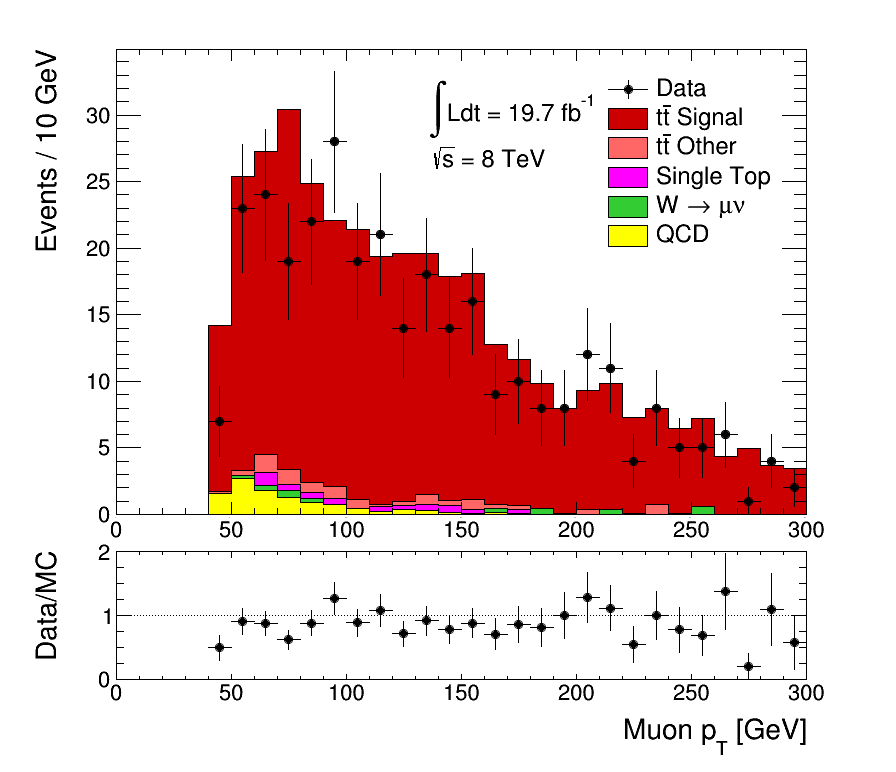 Events / 10 GeV
30
25
20
15
10
5
0
0 50 100 150 200 250 300
∫Ldt = 19.7 fb⁻¹
√s = 8 TeV
Data
tt̄ Signal
tt̄ Other
Single Top
W → μν
QCD
Data/MC
2
1
0
0 50 100 150 200 250 300
Muon p_T [GeV]